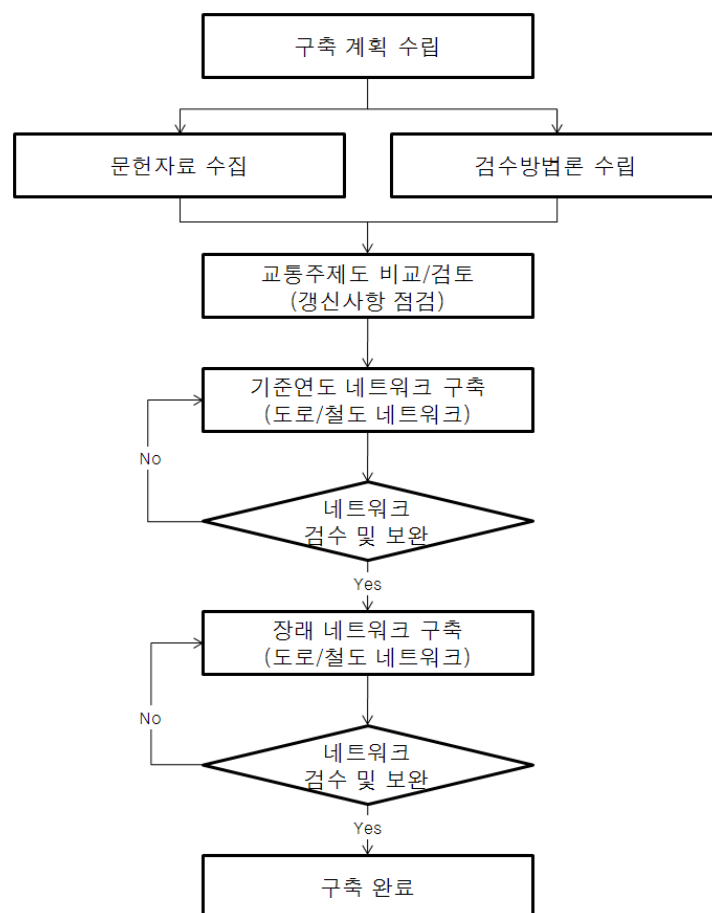 구축 계획 수립
문헌자료 수집
검수방법론 수립
교통주제도 비교/검토
(갱신사항 점검)
기준연도 네트워크 구축
(도로/철도 네트워크)
No
네트워크
검수 및 보완
Yes
장래 네트워크 구축
(도로/철도 네트워크)
No
네트워크
검수 및 보완
Yes
구축 완료